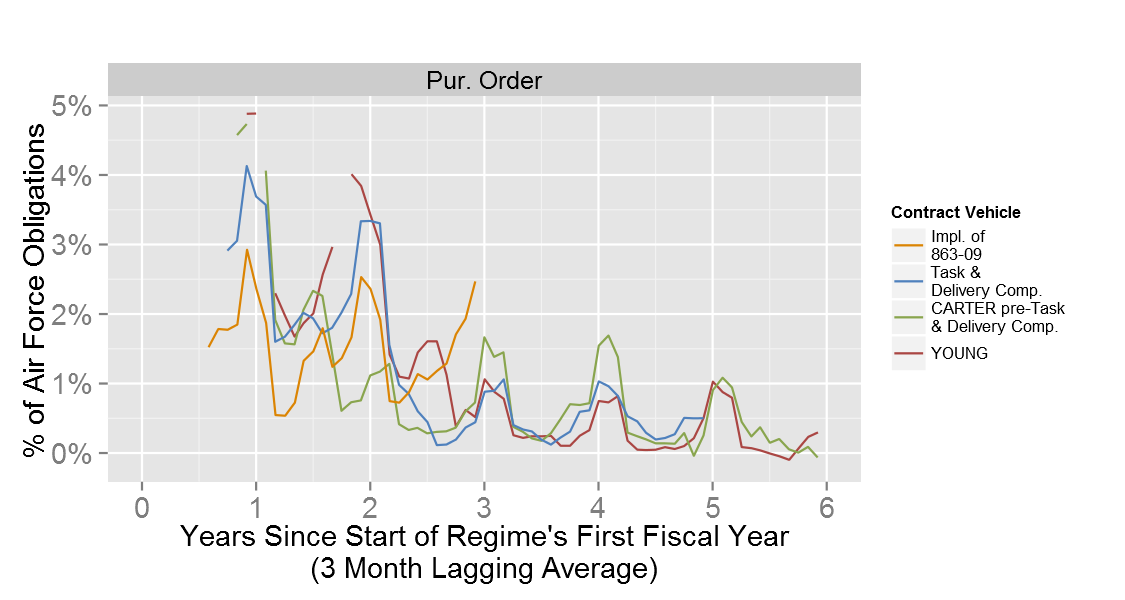 Pur. Order
5%
4%
3%
2%
1%
0%
% of Air Force Obligations
0 1 2 3 4 5 6
Years Since Start of Regime's First Fiscal Year
(3 Month Lagging Average)
Contract Vehicle
Impl. of
863-09
Task &
Delivery Comp.
CARTER pre-Task
& Delivery Comp.
YOUNG